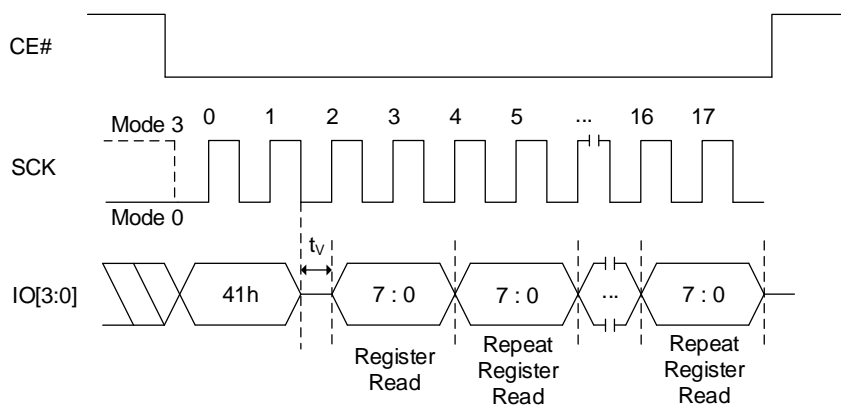 CE#
Mode 3
0 1 2 3 4 5 ... 16 17
SCK
Mode 0
tV
IO[3:0]
41h
7 : 0
7 : 0
...
7 : 0
Register
Read
Repeat
Register
Read
Repeat
Register
Read